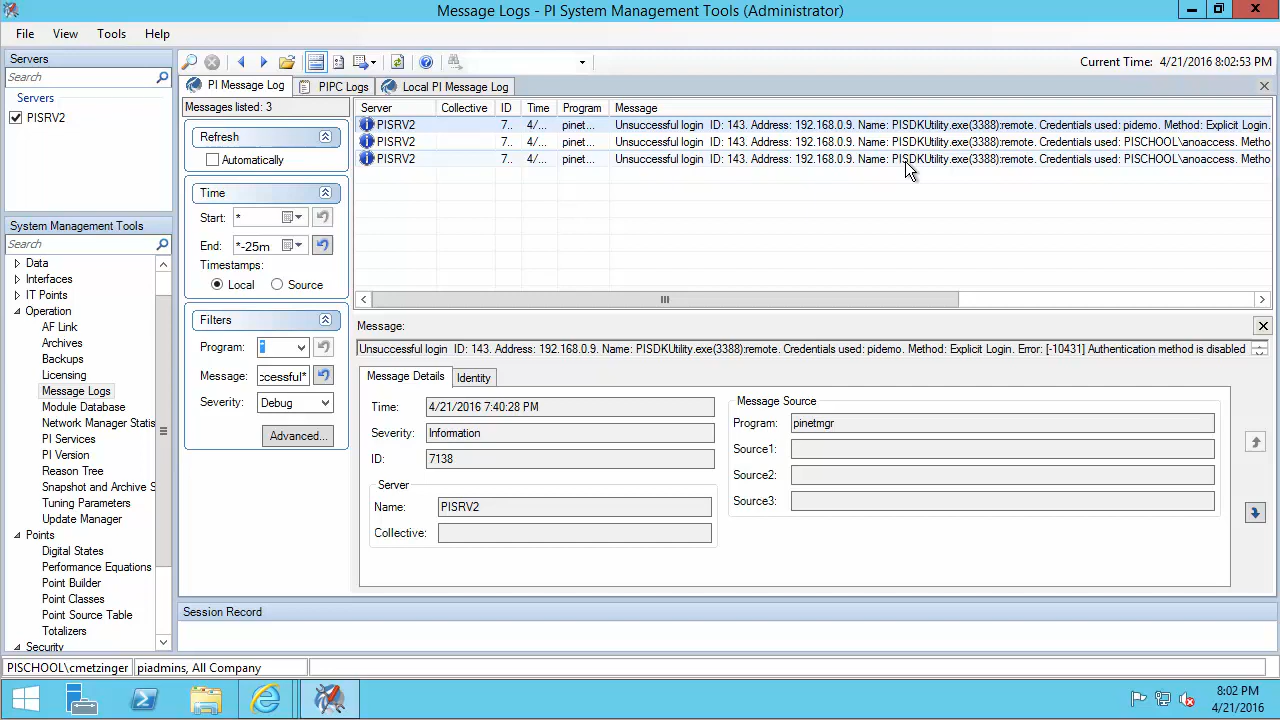 Message Logs - PI System Management Tools (Administrator)
File View Tools Help
Servers
Search
Servers
PISRV2
Current Time: 4/21/2016 8:02:53 PM
PI Message Log PIPC Logs Local PI Message Log
Messages listed: 3
Refresh
Automatically
Time
Start: *
End: *-25m
Timestamps:
Local Source
Filters
Program: *
Message: :cessful*
Severity: Debug
Advanced...
Server Collective ID Time Program Message
PISRV2 7.. 4/... pinet... Unsuccessful login ID: 143. Address: 192.168.0.9. Name: PISDKUtility.exe(3388):remote. Credentials used: pidemo. Method: Explicit Login.
PISRV2 7.. 4/... pinet... Unsuccessful login ID: 143. Address: 192.168.0.9. Name: PISDKUtility.exe(3388):remote. Credentials used: PISCHOOL\anoaccess. Metho
PISRV2 7.. 4/... pinet... Unsuccessful login ID: 143. Address: 192.168.0.9. Name: PISDKUtility.exe(3388):remote. Credentials used: PISCHOOL\anoaccess. Metho
Message:
Unsuccessful login ID: 143. Address: 192.168.0.9. Name: PISDKUtility.exe(3388):remote. Credentials used: pidemo. Method: Explicit Login. Error: [-10431] Authentication method is disabled
Message Details Identity
Time: 4/21/2016 7:40:28 PM
Severity: Information
ID: 7138
Server
Name: PISRV2
Collective:
Message Source
Program: pinetmgr
Source1:
Source2:
Source3:
System Management Tools
Search
Data
Interfaces
IT Points
Operation
AF Link
Archives
Backups
Licensing
Message Logs
Module Database
Network Manager Statis
PI Services
PI Version
Reason Tree
Snapshot and Archive S
Tuning Parameters
Update Manager
Points
Digital States
Performance Equations
Point Builder
Point Classes
Point Source Table
Totalizers
Security
Session Record
PISCHOOL\cmetzinger piadmins, All Company
8:02 PM
4/21/2016